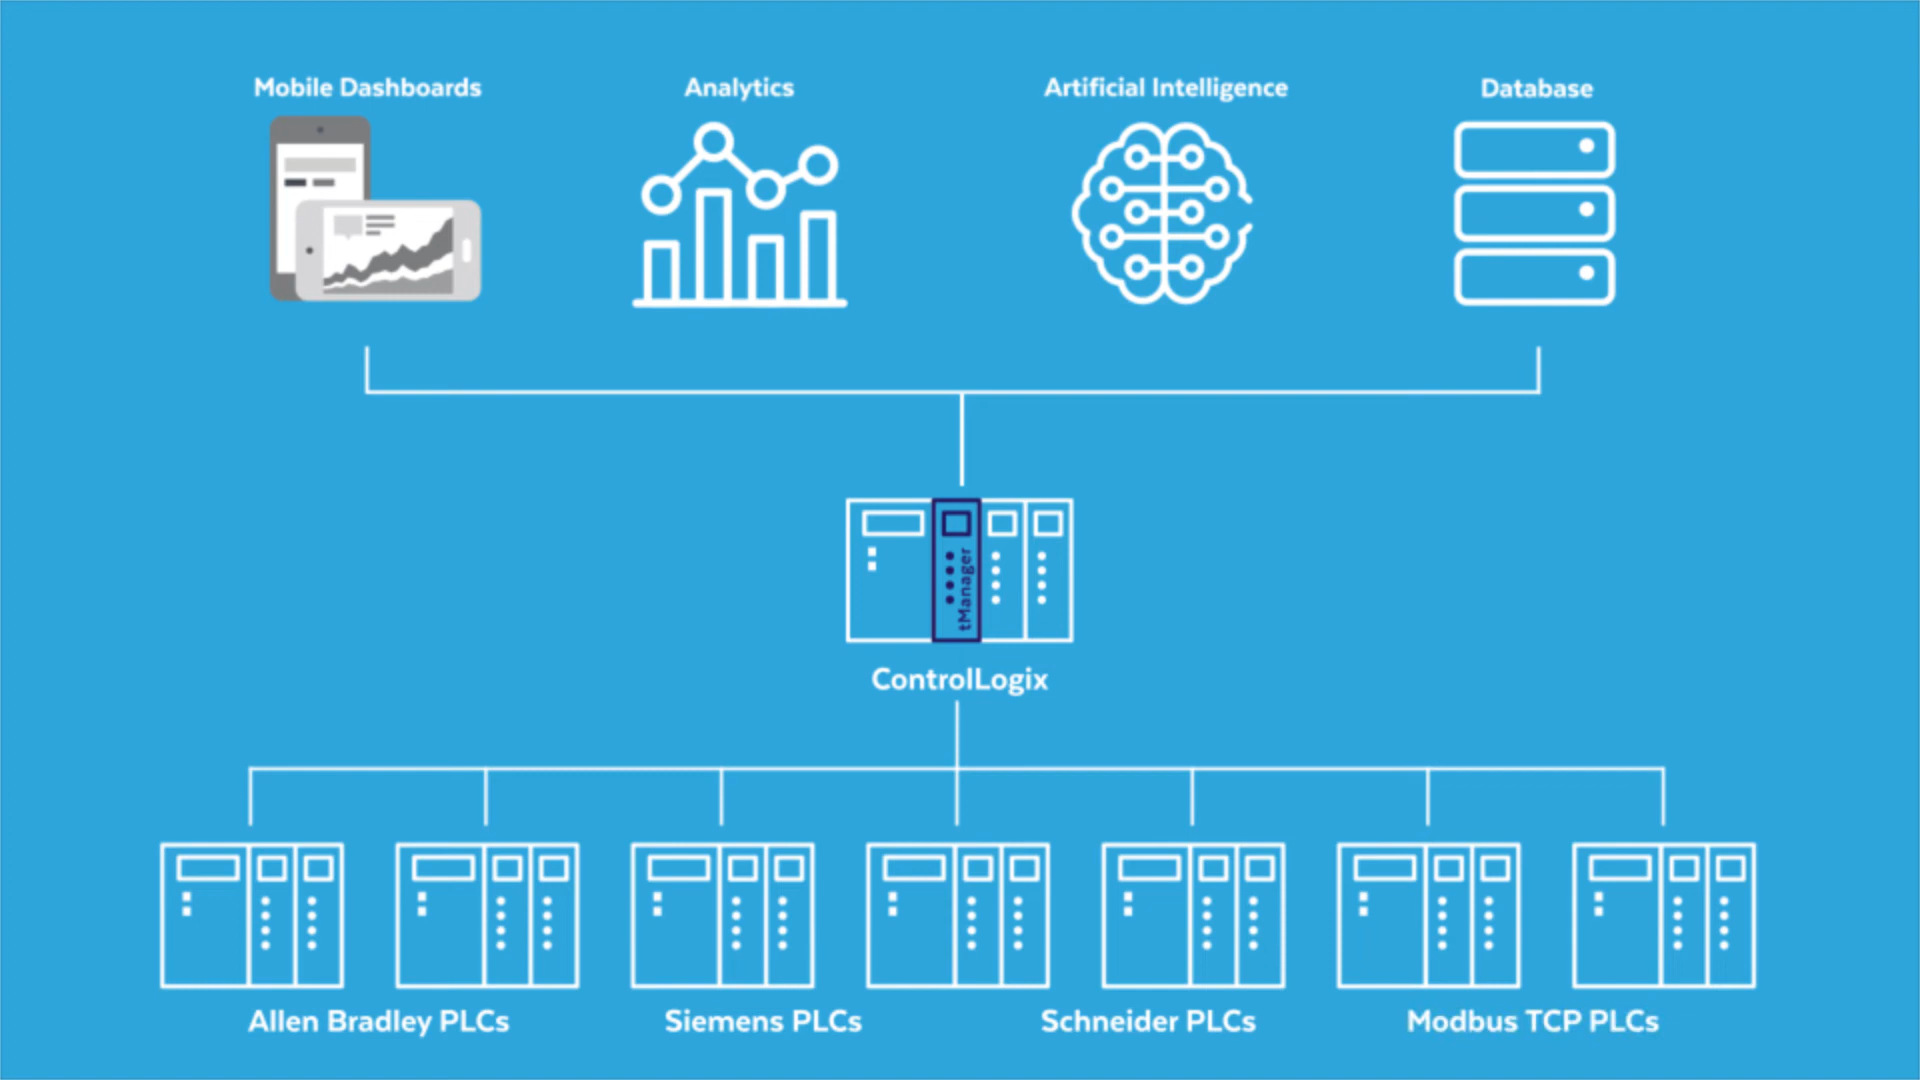 Mobile Dashboards
Analytics
Artificial Intelligence
Database
tManager
ControlLogix
Allen Bradley PLCs
Siemens PLCs
Schneider PLCs
Modbus TCP PLCs